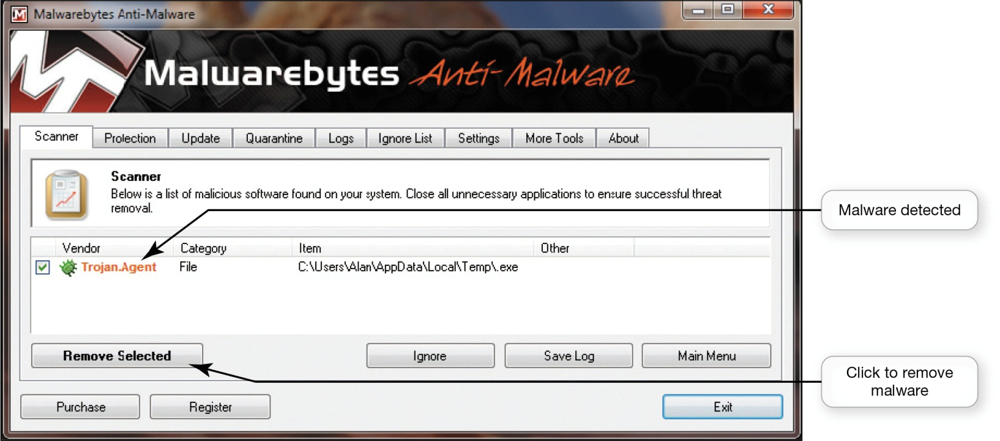 Malwarebytes Anti-Malware
Malwarebytes Anti-Malware
Scanner
Protection
Update
Quarantine
Logs
Ignore List
Settings
More Tools
About
Scanner
Below is a list of malicious software found on your system. Close all unnecessary applications to ensure successful threat
removal.
Malware detected
Vendor Category Item Other
Trojan.Agent File C:\Users\Alan\AppData\Local\Temp\.exe
Remove Selected
Ignore
Save Log
Main Menu
Click to remove
malware
Purchase
Register
Exit